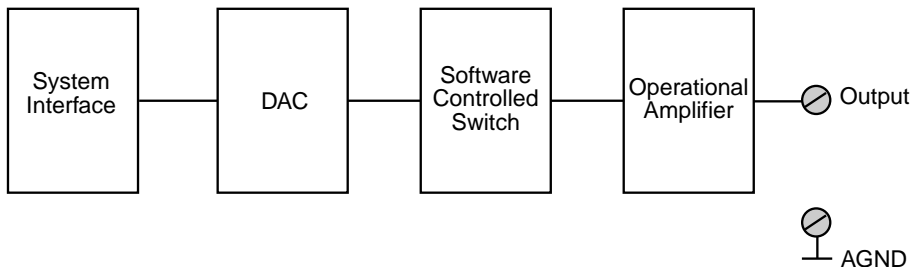 System
Interface
DAC
Software
Controlled
Switch
Operational
Amplifier
Output
AGND